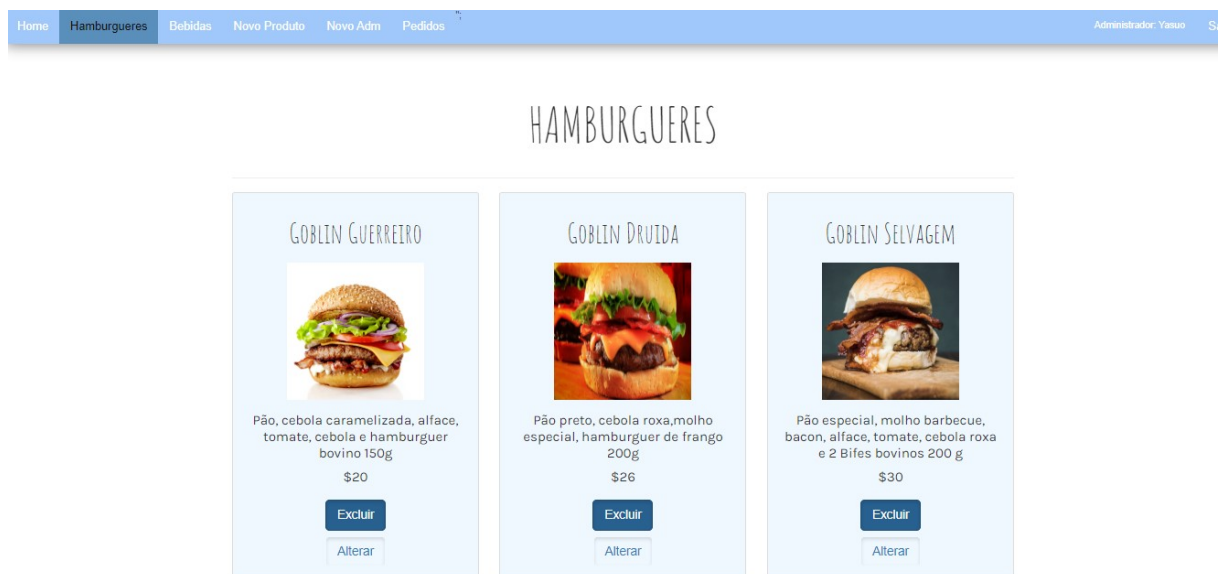 Home Hamburgueres Bebidas Novo Produto Novo Adm Pedidos ";
Administrador: Yasuo
HAMBURGUERES
Goblin Guerreiro
Pão, cebola caramelizada, alface,
tomate, cebola e hamburguer
bovino 150g
$20
Excluir
Alterar
Goblin Druida
Pão preto, cebola roxa,molho
especial, hamburguer de frango
200g
$26
Excluir
Alterar
Goblin Selvagem
Pão especial, molho barbecue,
bacon, alface, tomate, cebola roxa
e 2 Bifes bovinos 200 g
$30
Excluir
Alterar